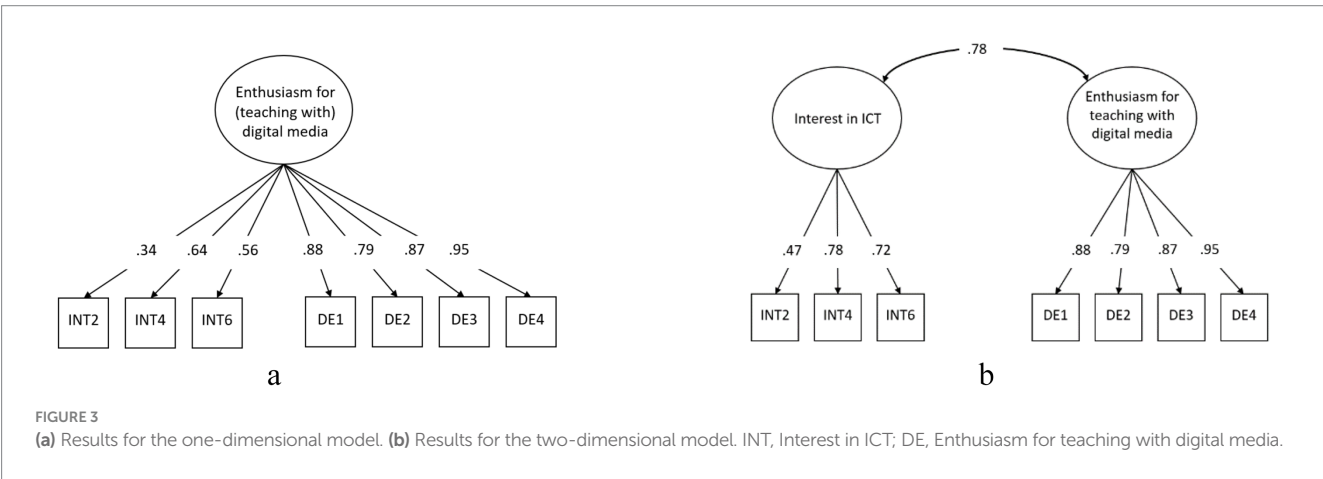 Enthusiasm for
(teaching with)
digital media
.34 .64 .56 .88 .79 .87 .95
INT2 INT4 INT6 DE1 DE2 DE3 DE4
a
.78
Interest in ICT
Enthusiasm for
teaching with
digital media
.47 .78 .72 .88 .79 .87 .95
INT2 INT4 INT6 DE1 DE2 DE3 DE4
b
FIGURE 3
(a) Results for the one-dimensional model. (b) Results for the two-dimensional model. INT, Interest in ICT; DE, Enthusiasm for teaching with digital media.